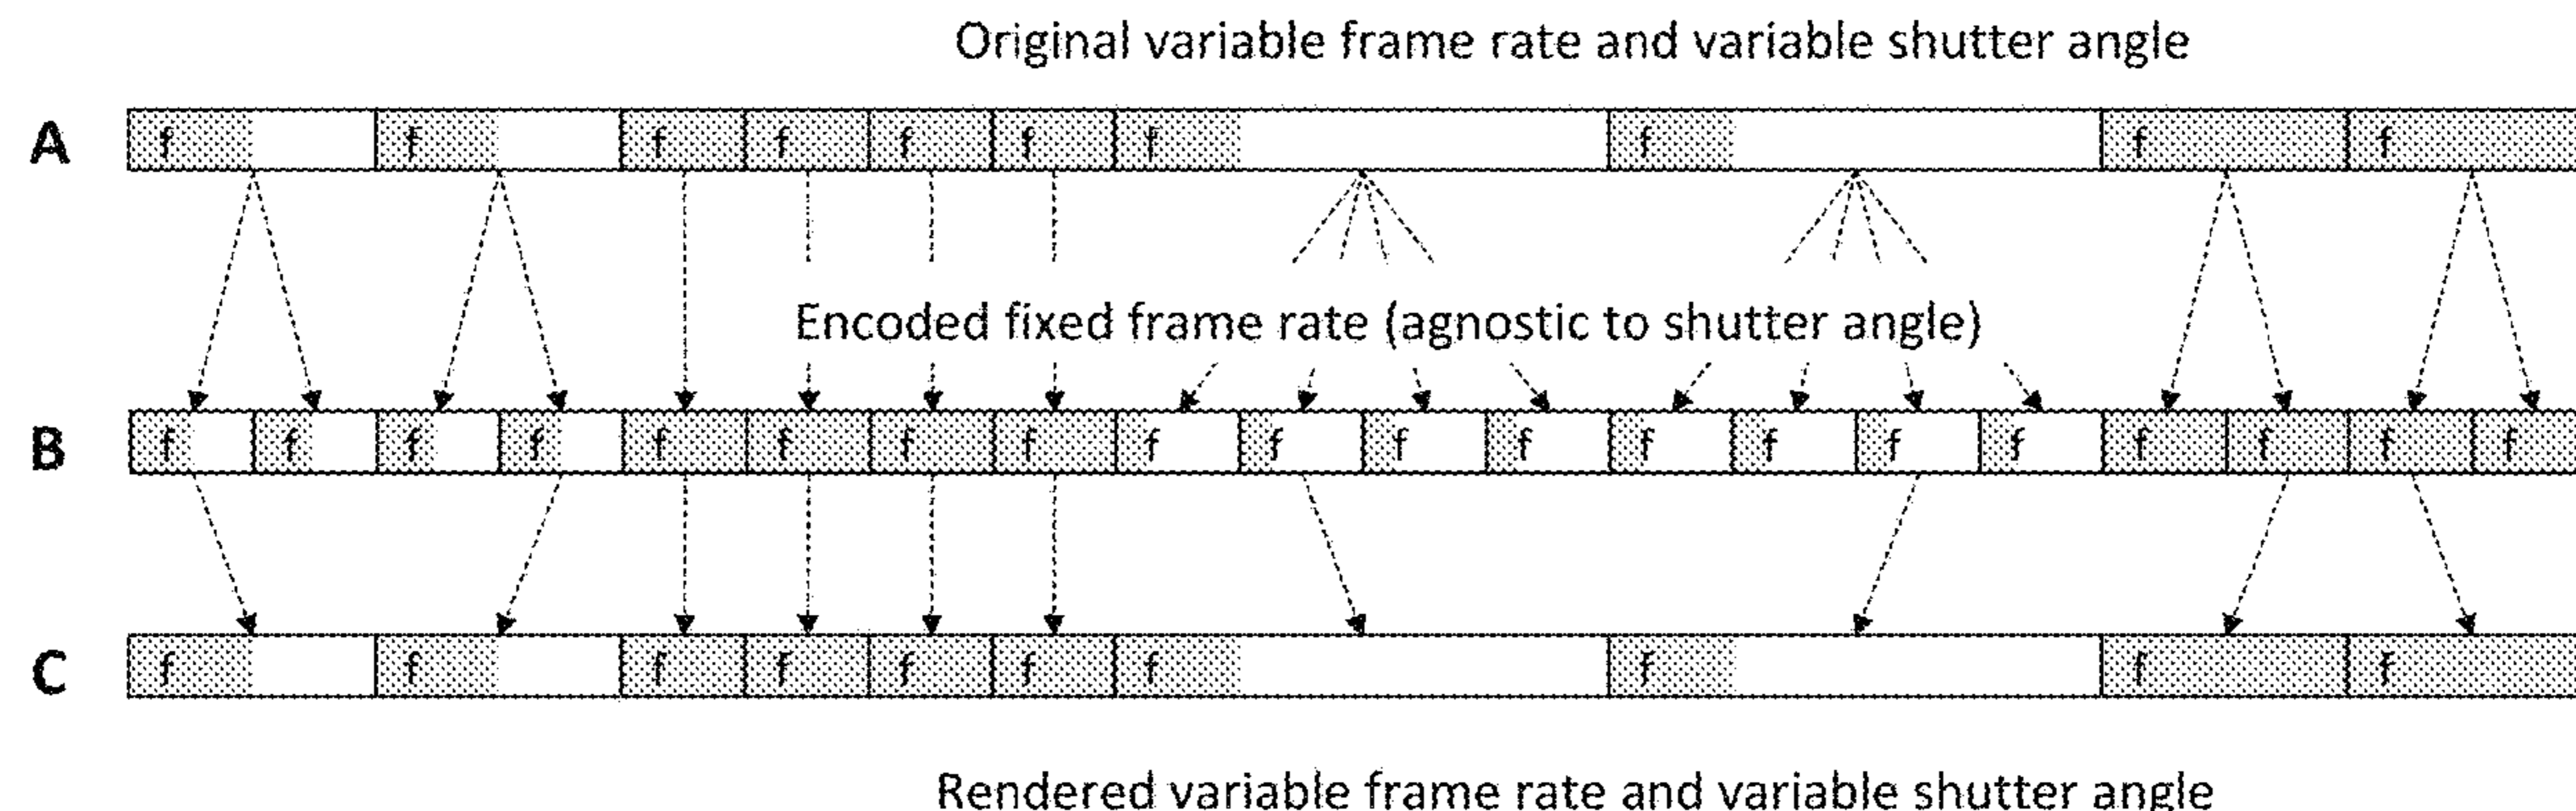 Original variable frame rate and variable shutter angle
A f f f f f f f f f f
Encoded fixed frame rate (agnostic to shutter angle)
B f f f f f f f f f f f f f f f f f f f f
C f f f f f f f f f f
Rendered variable frame rate and variable shutter angle